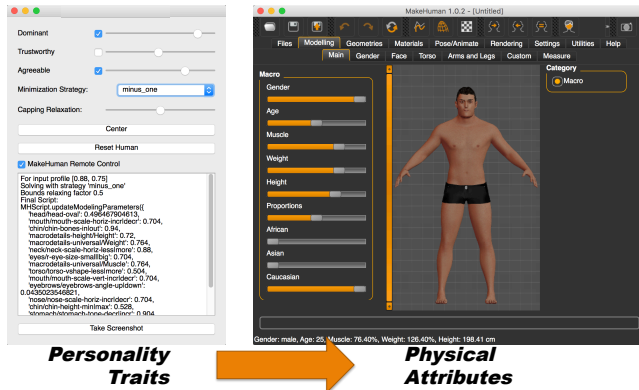 Dominant
Trustworthy
Agreeable
Minimization Strategy: minus_one
Capping Relaxation:
Center
Reset Human
MakeHuman Remote Control
For input profile [0.88, 0.75]
Solving with strategy 'minus_one'
Bounds relaxing factor 0.5
Final Script:
MHScript.updateModelingParameters({
'head/head-oval': 0.496467904613,
'mouth/mouth-scale-horiz-incr|decr': 0.704,
'chin/chin-bones-in|out': 0.94,
'macrodetails-height/Height': 0.72,
'macrodetails-universal/Weight': 0.764,
'neck/neck-scale-horiz-less|more': 0.88,
'eyes/r-eye-size-small|big': 0.704,
'macrodetails-universal/Muscle': 0.764,
'torso/torso-vshape-less|more': 0.504,
'mouth/mouth-scale-vert-incr|decr': 0.704,
'eyebrows/eyebrows-angle-up|down':
0.0435023546821,
'nose/nose-scale-horiz-incr|decr': 0.704,
'chin/chin-height-min|max': 0.528,
'stomach/stomach-tone-decr|incr': 0.904
Take Screenshot
MakeHuman 1.0.2 - [Untitled]
Files Modelling Geometries Materials Pose/Animate Rendering Settings Utilities Help
Main Gender Face Torso Arms and Legs Custom Measure
Macro
Gender
Age
Muscle
Weight
Height
Proportions
African
Asian
Caucasian
Category
Macro
Gender: male, Age: 25, Muscle: 76.40%, Weight: 126.40%, Height: 198.41 cm
Personality
Traits
Physical
Attributes